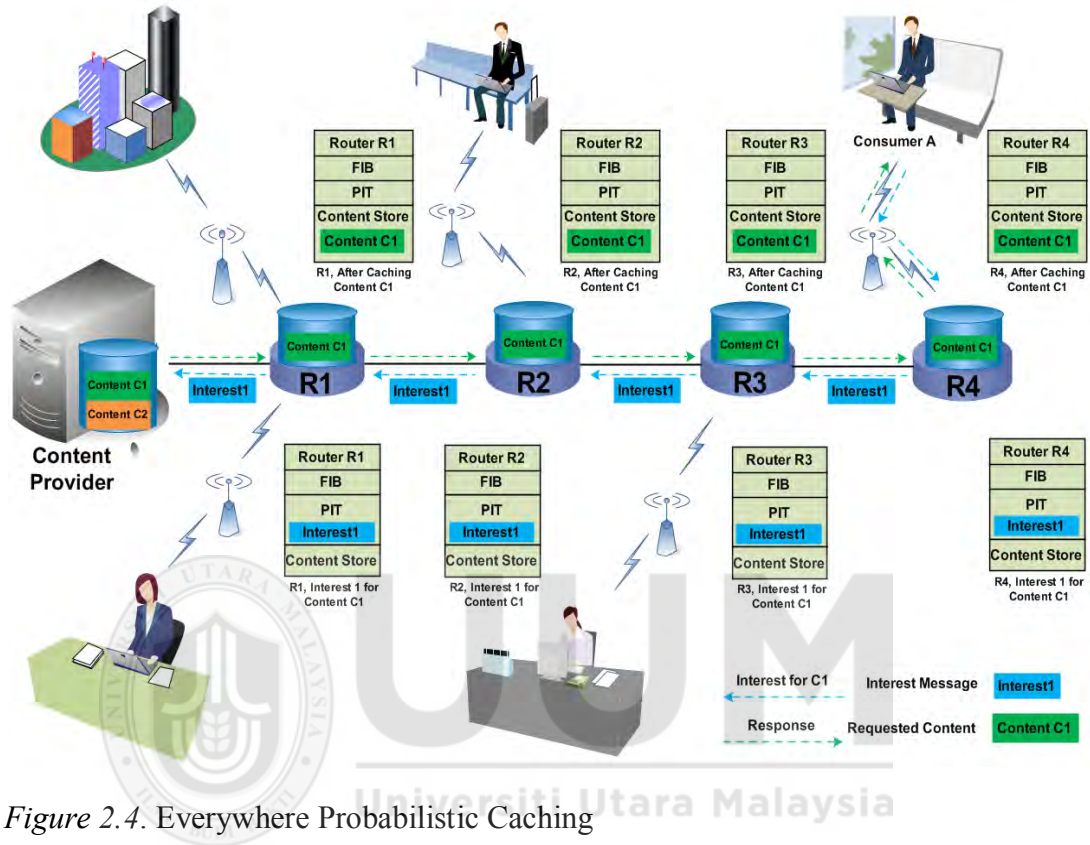 Router R1
FIB
PIT
Content Store
Content C1
R1, After Caching
Content C1
Router R2
FIB
PIT
Content Store
Content C1
R2, After Caching
Content C1
Router R3
FIB
PIT
Content Store
Content C1
R3, After Caching
Content C1
Consumer A
Router R4
FIB
PIT
Content Store
Content C1
R4, After Caching
Content C1
Content C1
Content C2
Content
Provider
Interest1
Content C1
R1
Interest1
Content C1
R2
Interest1
Content C1
R3
Interest1
Content C1
R4
Router R1
FIB
PIT
Interest1
Content Store
R1, Interest 1 for
Content C1
Router R2
FIB
PIT
Interest1
Content Store
R2, Interest 1 for
Content C1
Router R3
FIB
PIT
Interest1
Content Store
R3, Interest 1 for
Content C1
Router R4
FIB
PIT
Interest1
Content Store
R4, Interest 1 for
Content C1
Interest for C1
Interest Message
Interest1
Response
Requested Content
Content C1
UTARA MALAYSIA
UUM
Universiti Utara Malaysia
Figure 2.4. Everywhere Probabilistic Caching